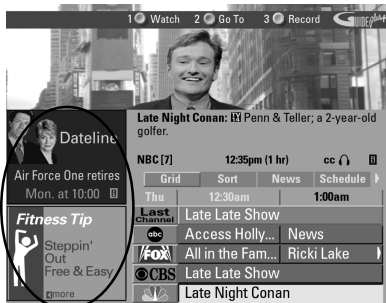 1 Watch 2 Go To 3 Record GUIDE plus+
Late Night Conan: TV Penn & Teller; a 2-year-old
golfer.
NBC [7] 12:35pm (1 hr) cc
Grid Sort News Schedule
Thu 12:30am 1:00am
Last
Channel Late Late Show
abc Access Holly... News
FOX All in the Fam... Ricki Lake
CBS Late Late Show
Late Night Conan
Dateline
Air Force One retires
Mon. at 10:00
Fitness Tip
Steppin'
Out
Free & Easy
more